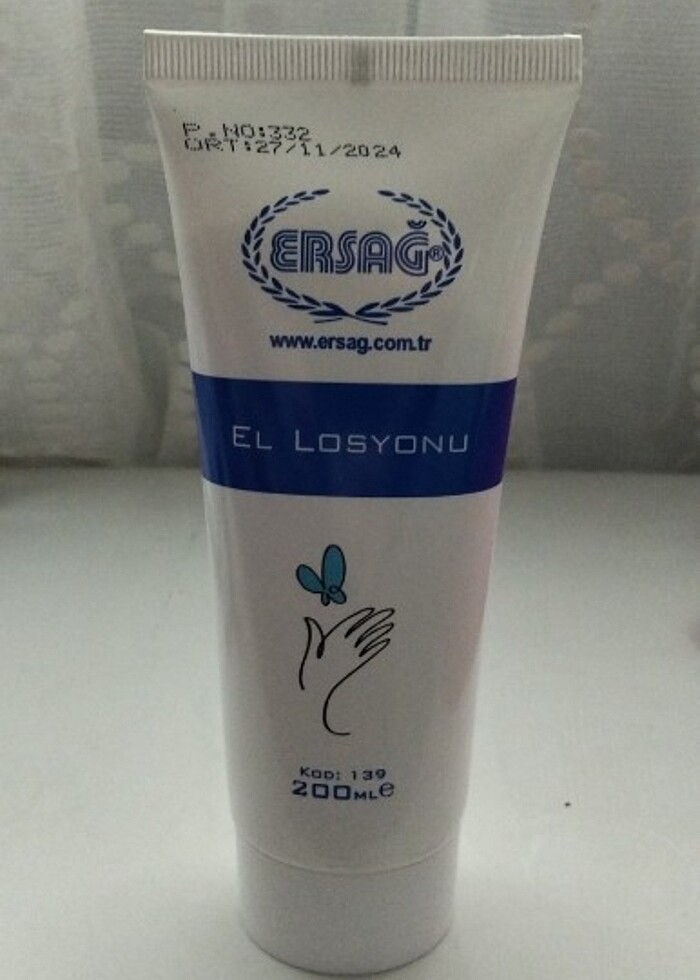 P.NO:332
ÜRT:27/11/2024
ERSAĞ®
www.ersag.com.tr
EL LOSYONU
KOD: 139
200ML℮